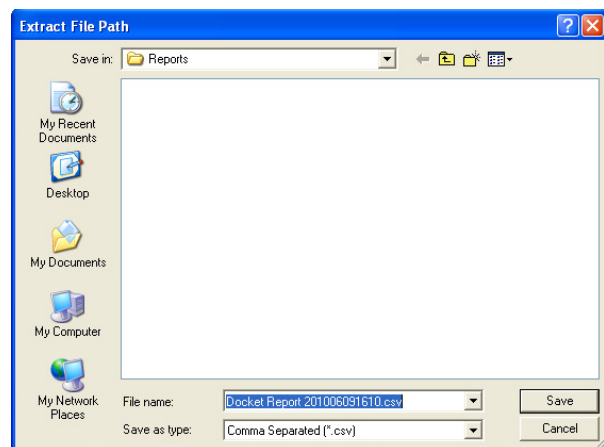 Extract File Path
Save in: Reports
My Recent
Documents
Desktop
My Documents
My Computer
My Network
Places
File name: Docket Report 201006091610.csv Save
Save as type: Comma Separated (*.csv) Cancel